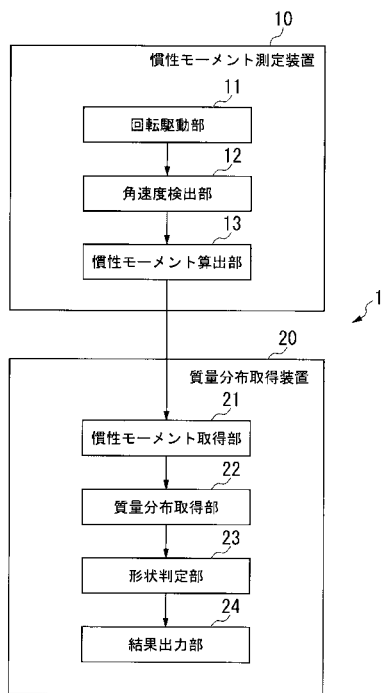 10
慣性モーメント測定装置
11
回転駆動部
12
角速度検出部
13
慣性モーメント算出部
1
20
質量分布取得装置
21
慣性モーメント取得部
22
質量分布取得部
23
形状判定部
24
結果出力部